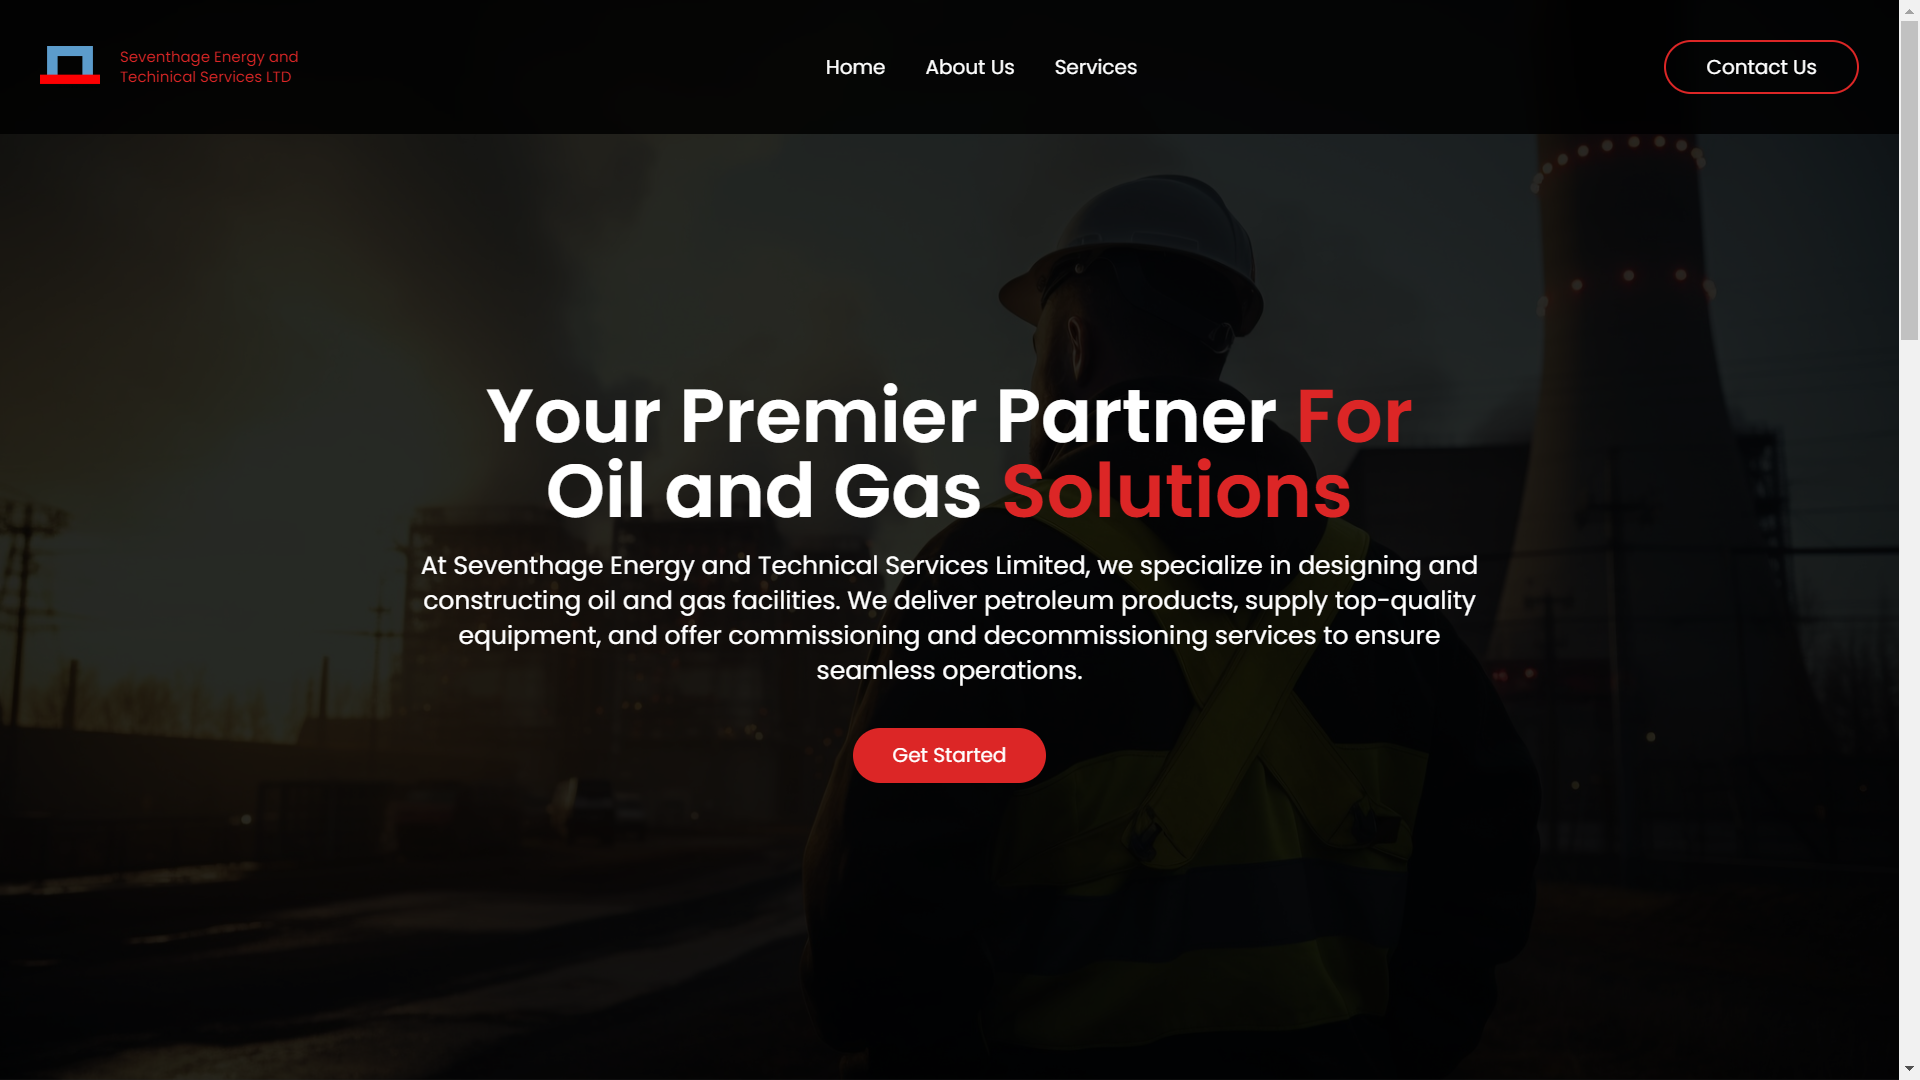 Seventhage Energy and
Techinical Services LTD
Home
About Us
Services
Contact Us
Your Premier Partner For
Oil and Gas Solutions
At Seventhage Energy and Technical Services Limited, we specialize in designing and
constructing oil and gas facilities. We deliver petroleum products, supply top-quality
equipment, and offer commissioning and decommissioning services to ensure
seamless operations.
Get Started